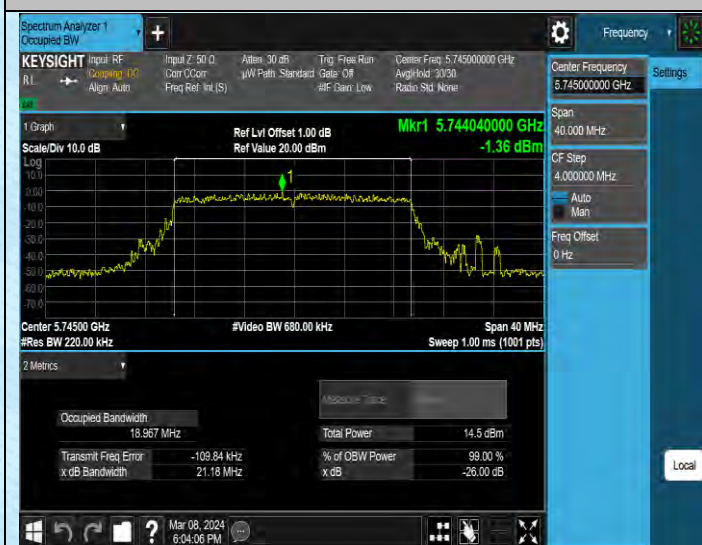 Spectrum Analyzer 1
Occupied BW
+
Frequency
KEYSIGHT
RL
Input: RF
Coupling: DC
Align: Auto
Input Z: 50 Ω
Corr CCorr
Freq Ref: Int (S)
Atten: 30 dB
µW Path: Standard
Trig: Free Run
Gate: Off
#IF Gain: Low
Center Freq: 5.745000000 GHz
Avg|Hold: 30/30
Radio Std: None
Center Frequency
5.745000000 GHz
Settings
Span
40.000 MHz
CF Step
4.000000 MHz
Auto
Man
Freq Offset
0 Hz
1 Graph
Scale/Div 10.0 dB
Ref Lvl Offset 1.00 dB
Ref Value 20.00 dBm
Mkr1 5.744040000 GHz
-1.36 dBm
Log
10.0
0.00
-10.0
-20.0
-30.0
-40.0
-50.0
-60.0
-70.0
1
Center 5.74500 GHz
#Res BW 220.00 kHz
#Video BW 680.00 kHz
Span 40 MHz
Sweep 1.00 ms (1001 pts)
2 Metrics
Measure Trace
Occupied Bandwidth
18.967 MHz
Total Power
14.5 dBm
Transmit Freq Error
-109.84 kHz
% of OBW Power
99.00 %
x dB Bandwidth
21.18 MHz
x dB
-26.00 dB
Local
?
Mar 08, 2024
6:04:06 PM